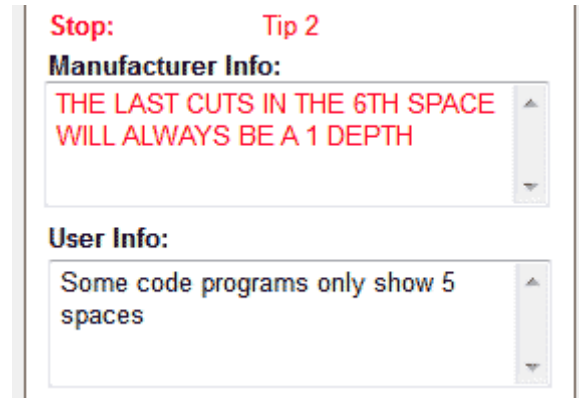 Stop: Tip 2
Manufacturer Info:
THE LAST CUTS IN THE 6TH SPACE
WILL ALWAYS BE A 1 DEPTH
User Info:
Some code programs only show 5
spaces